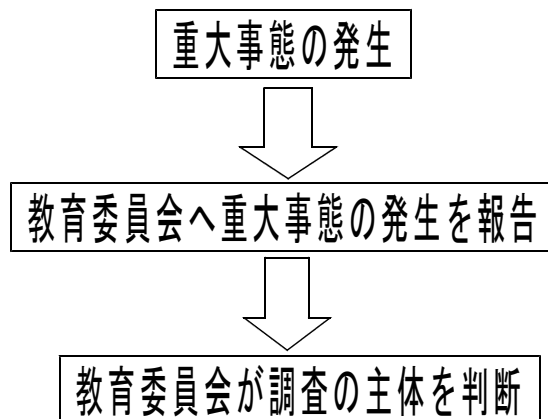 重大事態の発生
教育委員会へ重大事態の発生を報告
教育委員会が調査の主体を判断